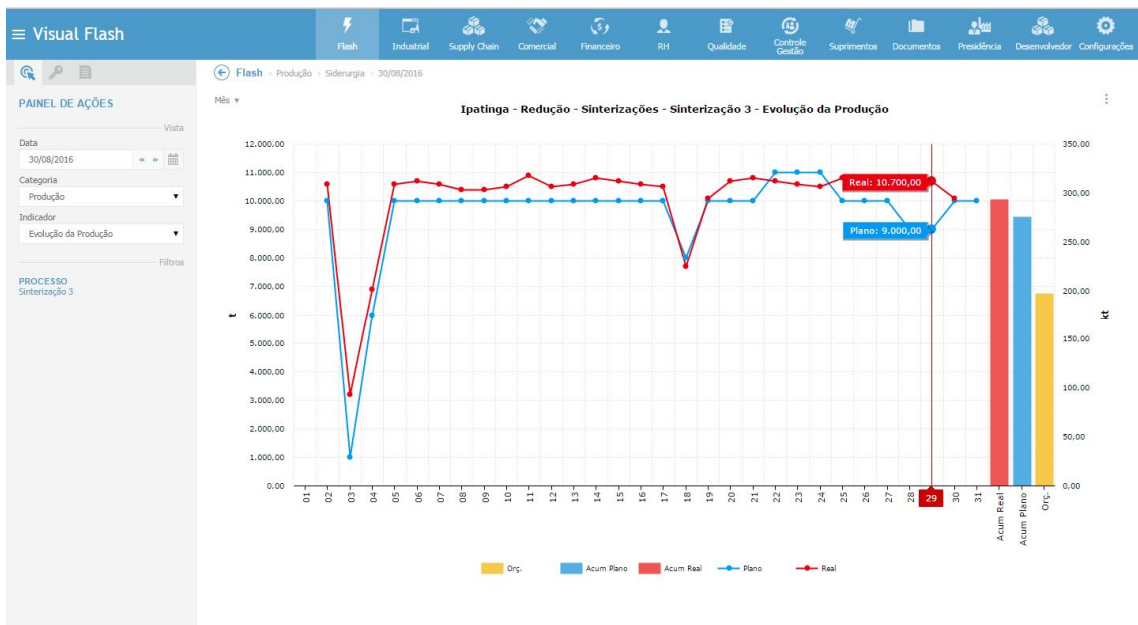 Visual Flash
Flash
Industrial
Supply Chain
Comercial
Financeiro
RH
Qualidade
Controle
Gestão
Suprimentos
Documentos
Presidência
Desenvolvedor
Configurações
Flash › Produção › Siderurgia › 30/08/2016
PAINEL DE AÇÕES
Vista
Data
30/08/2016
« »
Categoria
Produção
Indicador
Evolução da Produção
Filtros
PROCESSO
Sinterização 3
Mês
Ipatinga - Redução - Sinterizações - Sinterização 3 - Evolução da Produção
12.000,00
11.000,00
10.000,00
9.000,00
8.000,00
7.000,00
6.000,00
5.000,00
4.000,00
3.000,00
2.000,00
1.000,00
0,00
t
Real: 10.700,00
Plano: 9.000,00
350,00
300,00
250,00
200,00
150,00
100,00
50,00
0,00
kt
01
02
03
04
05
06
07
08
09
10
11
12
13
14
15
16
17
18
19
20
21
22
23
24
25
26
27
28
29
30
31
Acum Real
Acum Plano
Orç.
Orç.
Acum Plano
Acum Real
Plano
Real